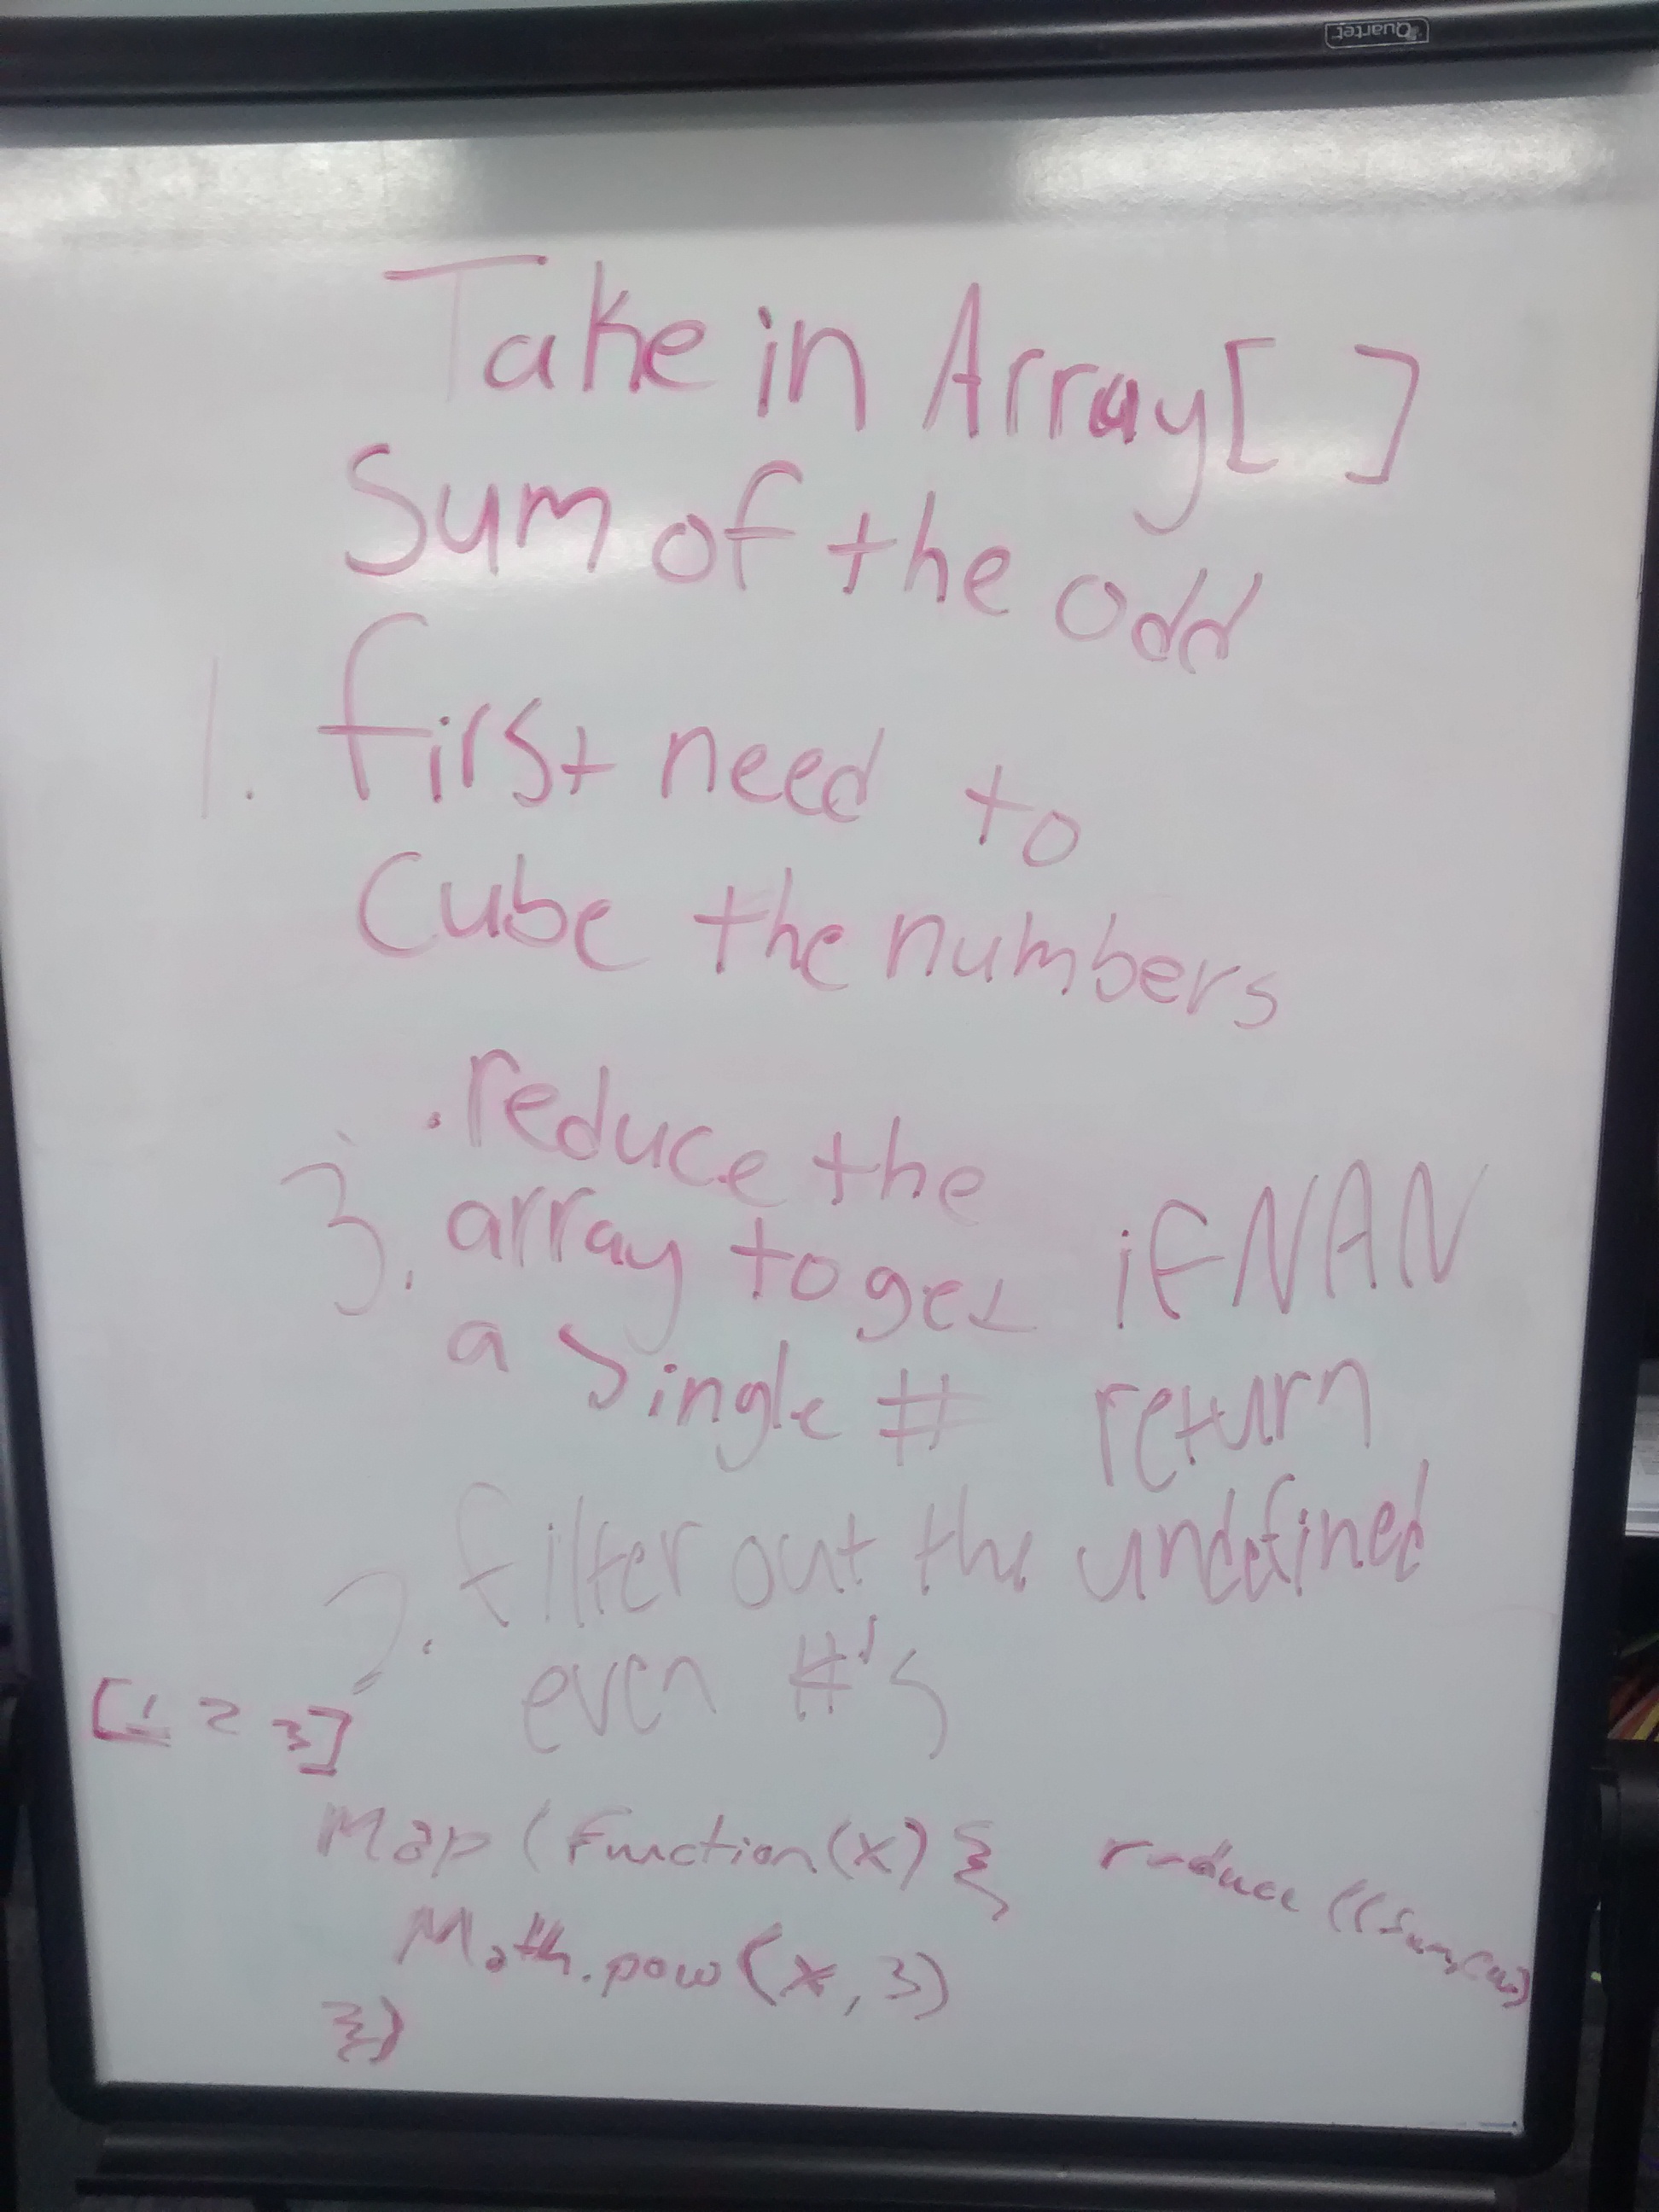 Quartet
Take in Array[ ]
Sum of the odd
1. first need to
Cube the numbers
3. .reduce the
array to get
a single #
if NAN
return
undefined
2. filter out the
even #'s
[1 2 3]
Map (function(x) {
Math.pow(x, 3)
})
reduce ((sum,